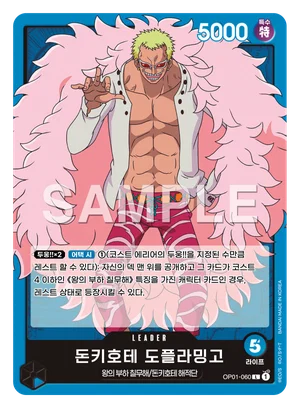 5000
특수
特
SAMPLE
두웅!!×2 어택 시 ①(코스트 에리어의 두웅!!을 지정된 수만큼
레스트 할 수 있다): 자신의 덱 맨 위를 공개하고 그 카드가 코스트
4 이하인 《왕의 부하 칠무해》 특징을 가진 캐릭터 카드인 경우,
레스트 상태로 등장시킬 수 있다.
LEADER
돈키호테 도플라밍고
왕의 부하 칠무해/돈키호테 해적단
5
라이프
OP01-060 L 1